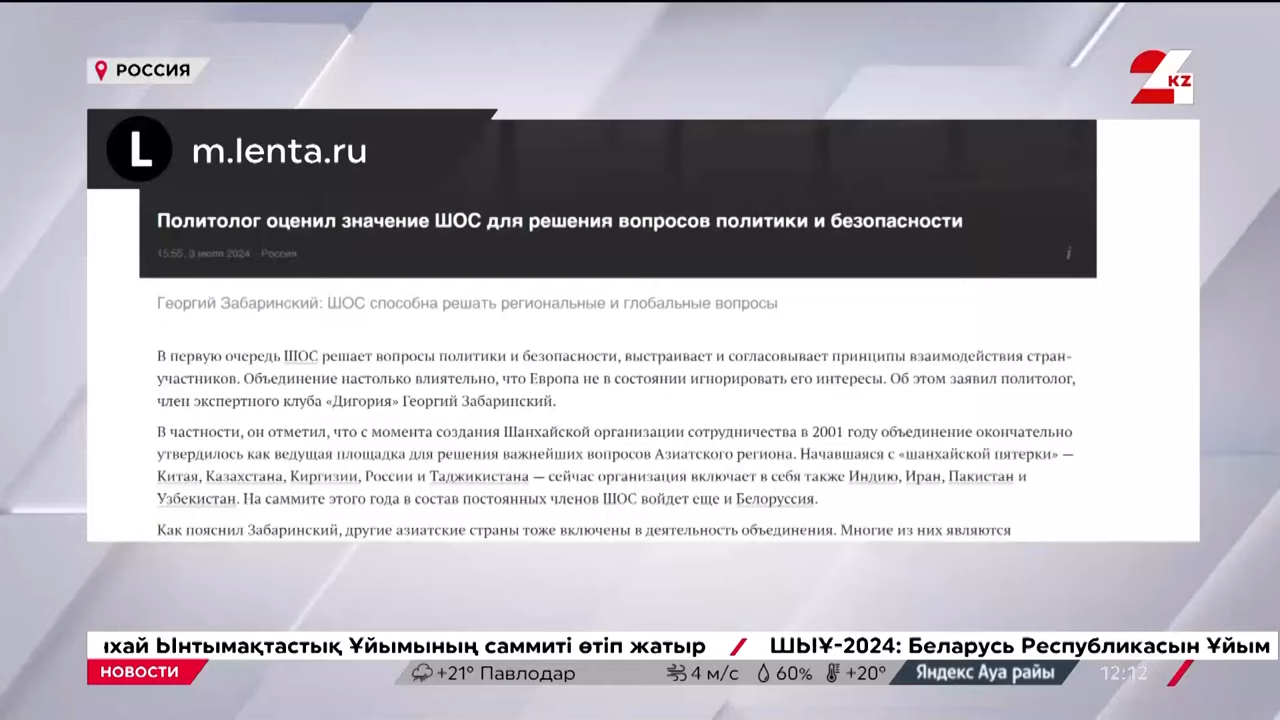 РОССИЯ
24 KZ
L m.lenta.ru
Политолог оценил значение ШОС для решения вопросов политики и безопасности
15:55, 3 июля 2024 Россия
Георгий Забаринский: ШОС способна решать региональные и глобальные вопросы
В первую очередь ШОС решает вопросы политики и безопасности, выстраивает и согласовывает принципы взаимодействия стран-
участников. Объединение настолько влиятельно, что Европа не в состоянии игнорировать его интересы. Об этом заявил политолог,
член экспертного клуба «Дигория» Георгий Забаринский.
В частности, он отметил, что с момента создания Шанхайской организации сотрудничества в 2001 году объединение окончательно
утвердилось как ведущая площадка для решения важнейших вопросов Азиатского региона. Начавшаяся с «шанхайской пятерки» —
Китая, Казахстана, Киргизии, России и Таджикистана — сейчас организация включает в себя также Индию, Иран, Пакистан и
Узбекистан. На саммите этого года в состав постоянных членов ШОС войдет еще и Белоруссия.
Как пояснил Забаринский, другие азиатские страны тоже включены в деятельность объединения. Многие из них являются
хай Ынтымақтастық Ұйымының саммиті өтіп жатыр / ШЫҰ-2024: Беларусь Республикасын Ұйым
НОВОСТИ +21° Павлодар 4 м/с 60% +20° Яндекс Ауа райы 12:12